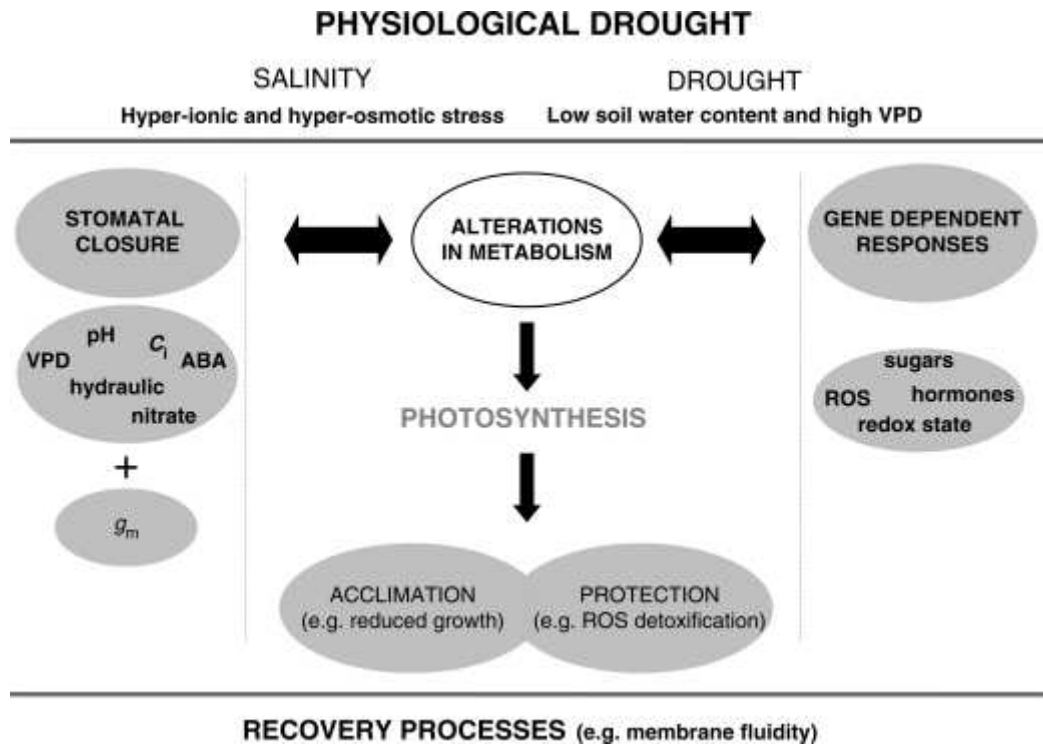 PHYSIOLOGICAL DROUGHT
SALINITY
Hyper-ionic and hyper-osmotic stress
DROUGHT
Low soil water content and high VPD
STOMATAL
CLOSURE
VPD pH Ci ABA
hydraulic
nitrate
+
gm
ALTERATIONS
IN METABOLISM
PHOTOSYNTHESIS
ACCLIMATION
(e.g. reduced growth)
PROTECTION
(e.g. ROS detoxification)
GENE DEPENDENT
RESPONSES
sugars
ROS hormones
redox state
RECOVERY PROCESSES (e.g. membrane fluidity)